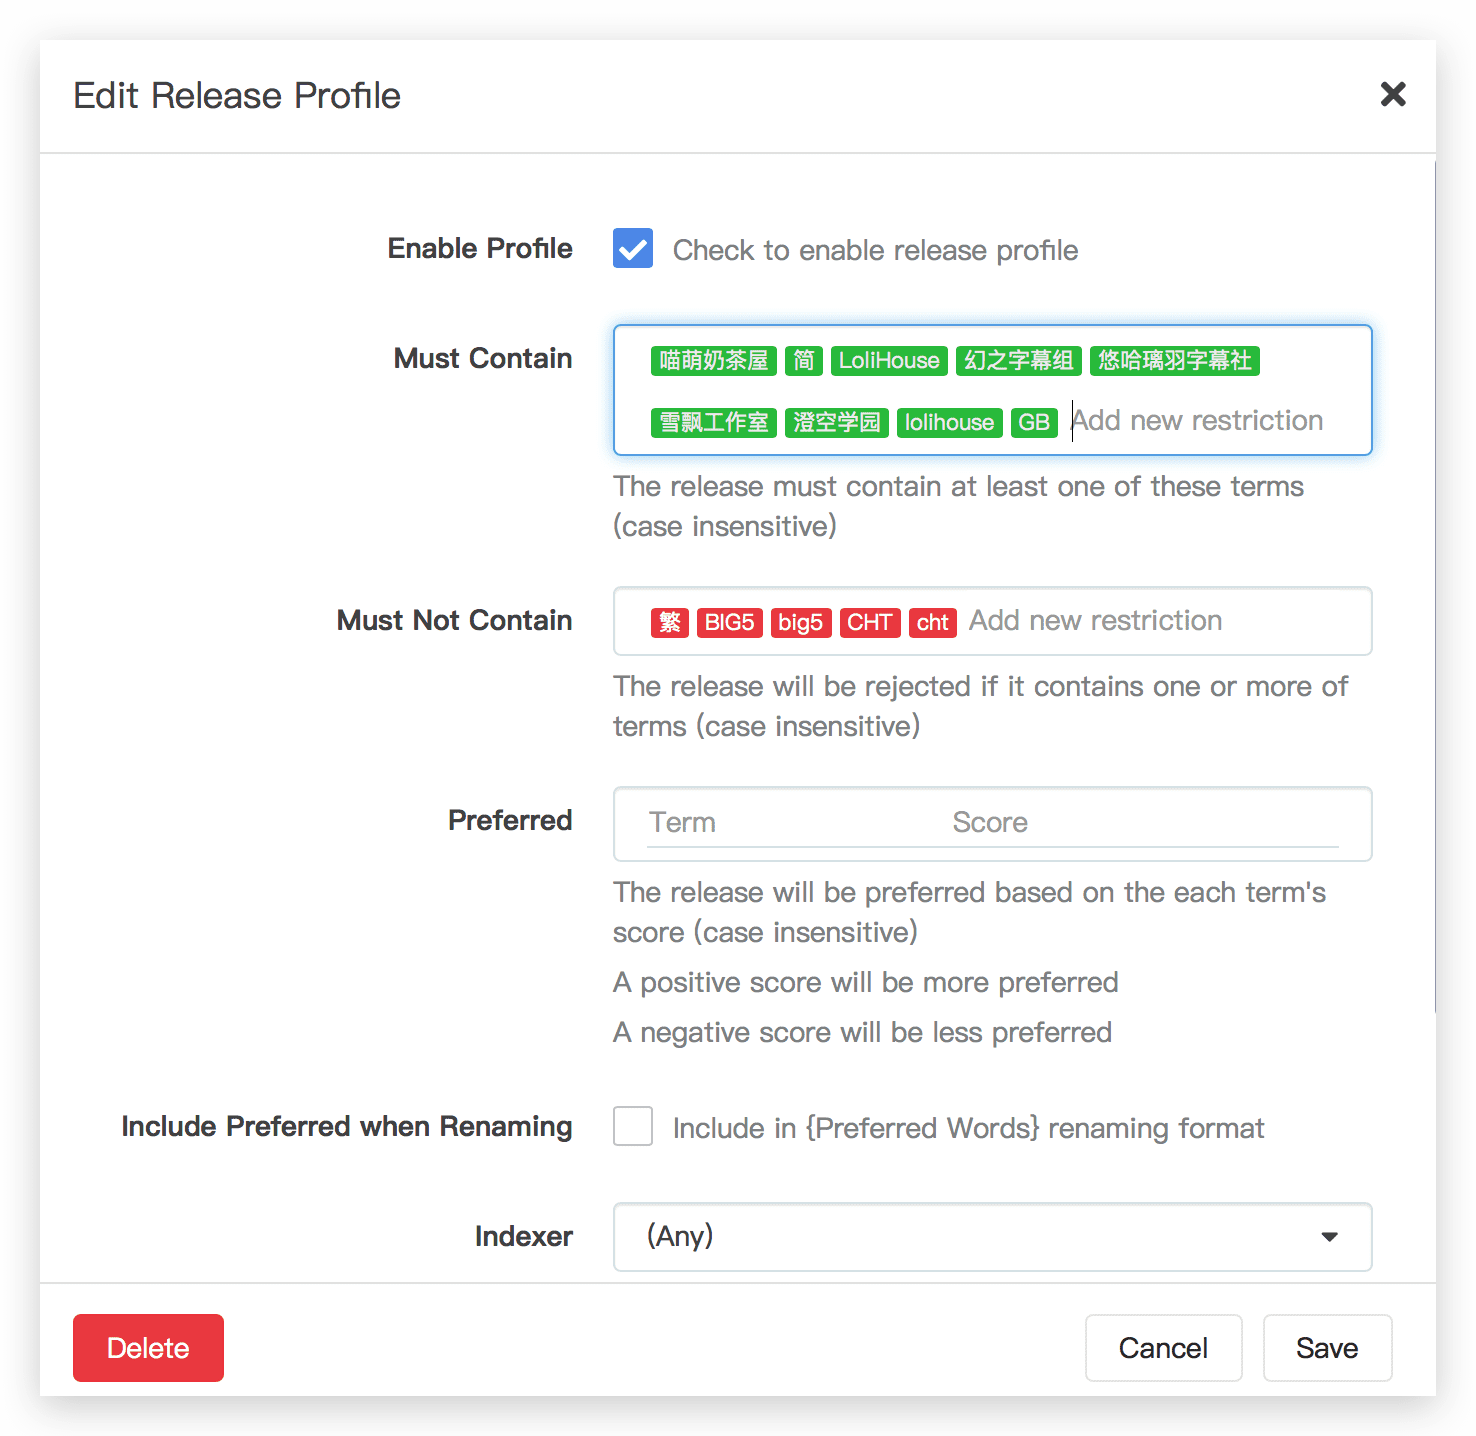 Edit Release Profile
Enable Profile
Check to enable release profile
Must Contain
喵萌奶茶屋 简 LoliHouse 幻之字幕组 悠哈璃羽字幕社
雪飘工作室 澄空学园 lolihouse GB Add new restriction
The release must contain at least one of these terms
(case insensitive)
Must Not Contain
繁 BIG5 big5 CHT cht Add new restriction
The release will be rejected if it contains one or more of
terms (case insensitive)
Preferred
Term Score
The release will be preferred based on the each term's
score (case insensitive)
A positive score will be more preferred
A negative score will be less preferred
Include Preferred when Renaming
Include in {Preferred Words} renaming format
Indexer
(Any)
Delete
Cancel
Save